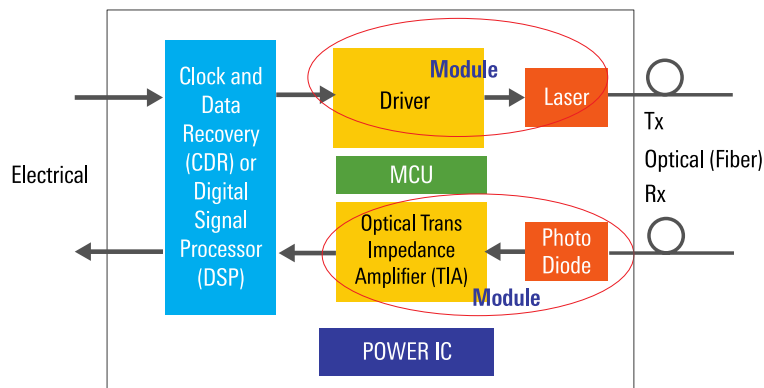 Electrical
Clock and
Data
Recovery
(CDR) or
Digital
Signal
Processor
(DSP)
Module
Driver
Laser
MCU
Optical Trans
Impedance
Amplifier (TIA)
Photo
Diode
Module
POWER IC
Tx
Optical (Fiber)
Rx